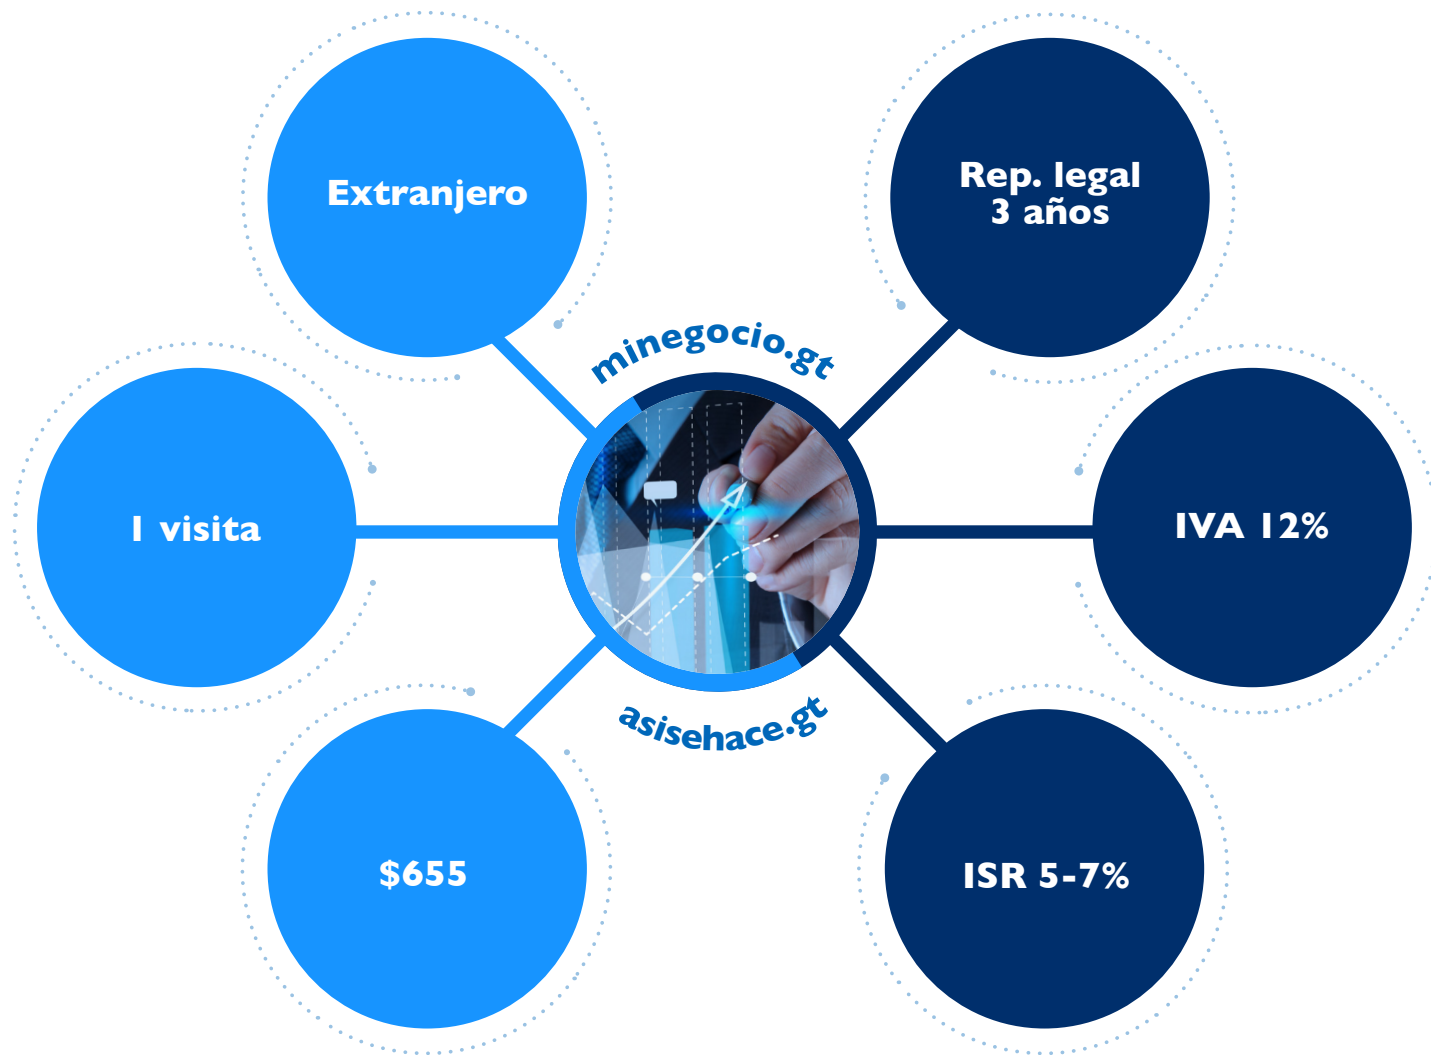 Extranjero
Rep. legal
3 años
minegocio.gt
1 visita
IVA 12%
asisehace.gt
$655
ISR 5-7%